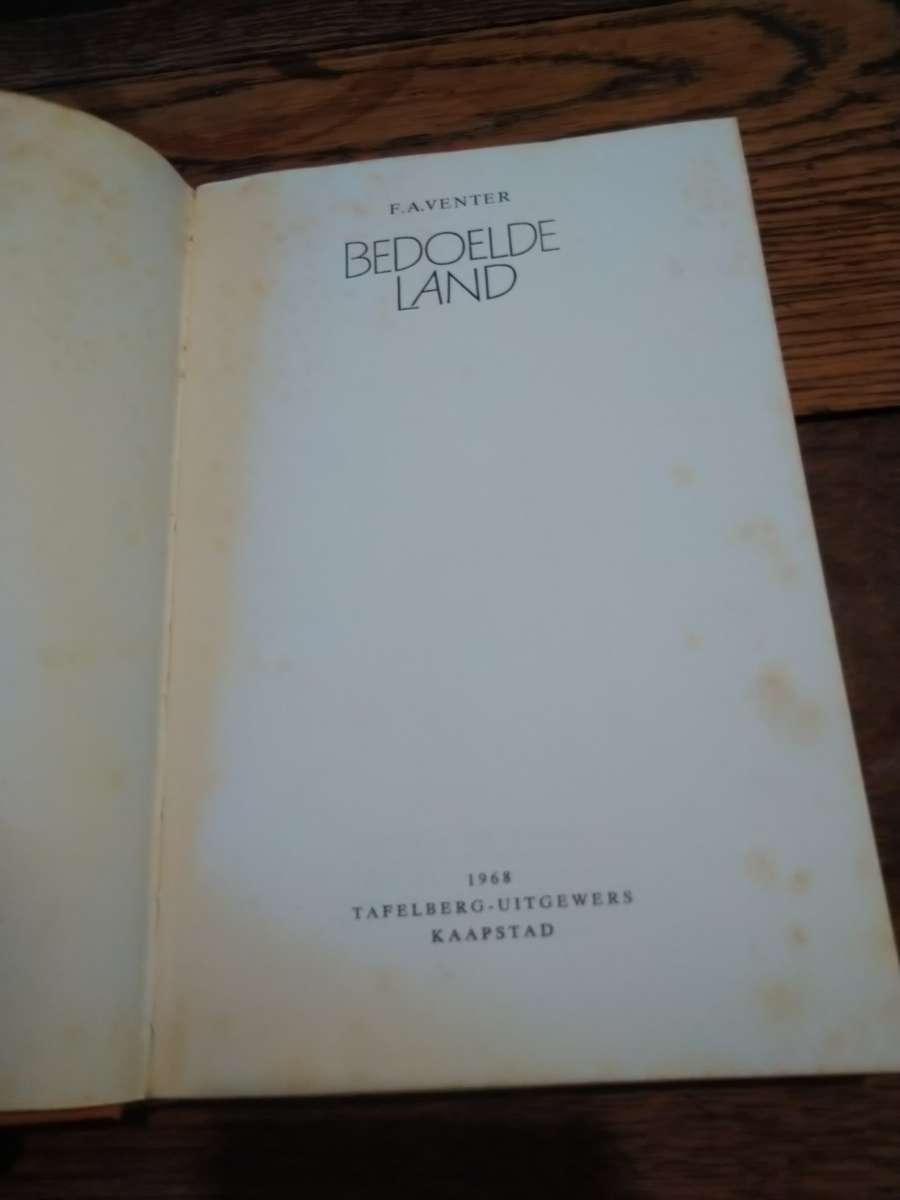 F.A.VENTER
BEDOELDE
LAND
1968
TAFELBERG-UITGEWERS
KAAPSTAD